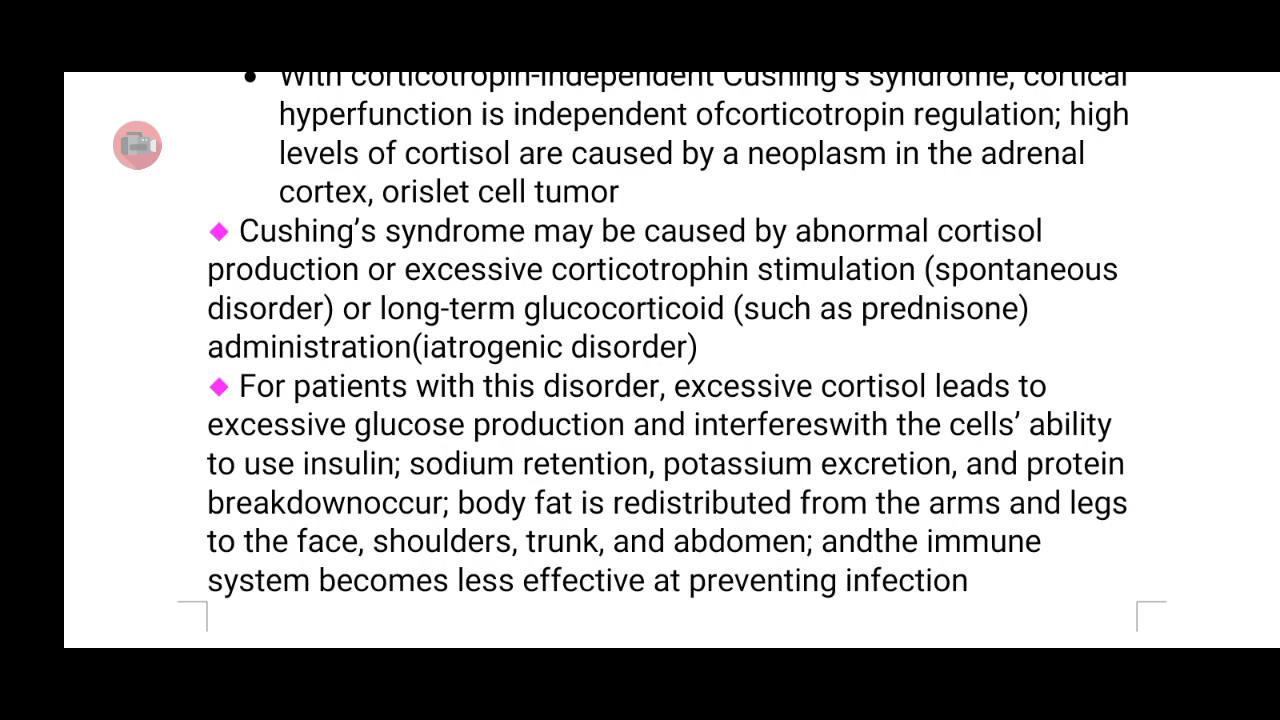 • With corticotropin-independent Cushing's syndrome, cortical
hyperfunction is independent ofcorticotropin regulation; high
levels of cortisol are caused by a neoplasm in the adrenal
cortex, orislet cell tumor
◆ Cushing’s syndrome may be caused by abnormal cortisol
production or excessive corticotrophin stimulation (spontaneous
disorder) or long-term glucocorticoid (such as prednisone)
administration(iatrogenic disorder)
◆ For patients with this disorder, excessive cortisol leads to
excessive glucose production and interfereswith the cells’ ability
to use insulin; sodium retention, potassium excretion, and protein
breakdownoccur; body fat is redistributed from the arms and legs
to the face, shoulders, trunk, and abdomen; andthe immune
system becomes less effective at preventing infection